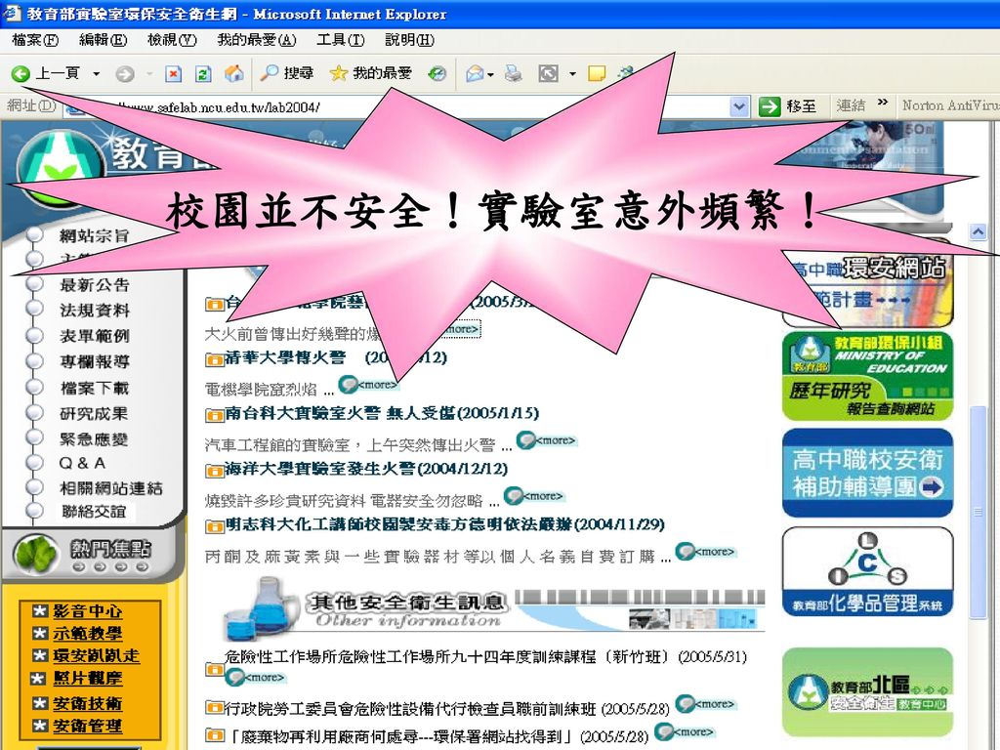 教育部實驗室環保安全衛生網 - Microsoft Internet Explorer
檔案(F) 編輯(E) 檢視(V) 我的最愛(A) 工具(T) 說明(H)
上一頁 搜尋 我的最愛
網址(D) www.safelab.ncu.edu.tw/lab2004/ 移至 連結 » Norton AntiViru
教育部
校園並不安全！實驗室意外頻繁！
網站宗旨
最新公告
法規資料
表單範例
專欄報導
檔案下載
研究成果
緊急應變
Q & A
相關網站連結
聯絡交誼
熱門焦點
影音中心
示範教學
環安趴趴走
照片觀摩
安衛技術
安衛管理
(2005/3/
大火前曾傳出好幾聲的爆 more>
清華大學傳火警 (20 12)
電機學院竄烈焰 ... <more>
南台科大實驗室火警 無人受傷(2005/1/15)
汽車工程館的實驗室，上午突然傳出火警 ... <more>
海洋大學實驗室發生火警(2004/12/12)
燒毀許多珍貴研究資料 電器安全勿忽略 ... <more>
明志科大化工講師校園製安毒方德明依法嚴辦(2004/11/29)
丙酮及麻黃素與一些實驗器材等以個人名義自費訂購 ... <more>
其他安全衛生訊息
Other information
危險性工作場所危險性工作場所九十四年度訓練課程〔新竹班〕(2005/5/31)
<more>
行政院勞工委員會危險性設備代行檢查員職前訓練班 (2005/5/28) <more>
「廢棄物再利用廠商何處尋---環保署網站找得到」(2005/5/28) <more>
高中職環安網站
範計畫
教育部環保小組
MINISTRY OF
EDUCATION
教育部
歷年研究
報告查詢網站
高中職校安衛
補助輔導團
L
C
I S
教育部化學品管理系統
教育部北區
安全衛生教育中心